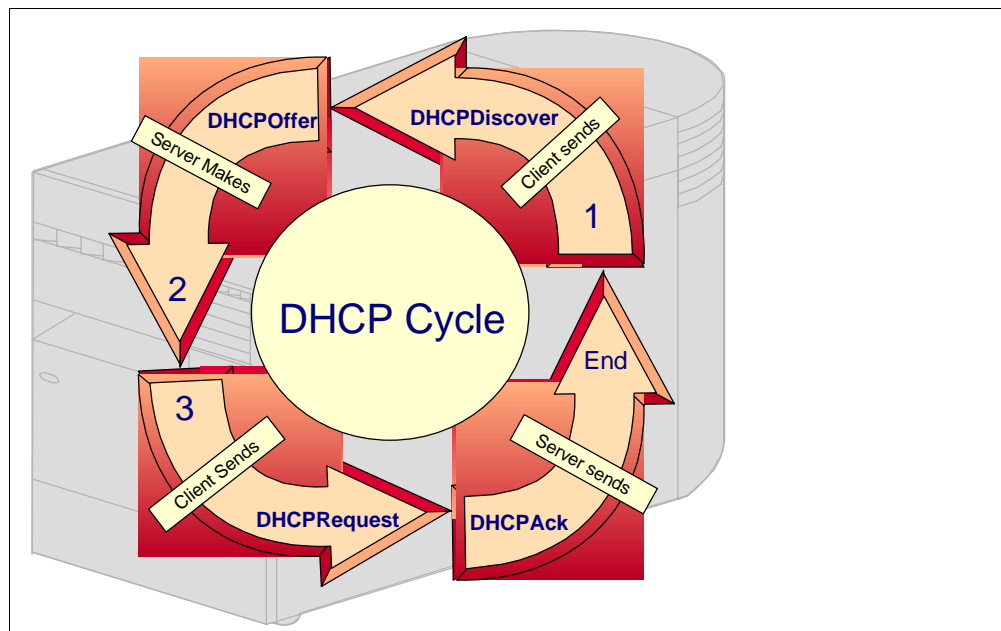 DHCP Cycle
1
Client sends
DHCPDiscover
DHCPOffer
Server Makes
2
3
Client Sends
DHCPRequest
DHCPAck
Server sends
End